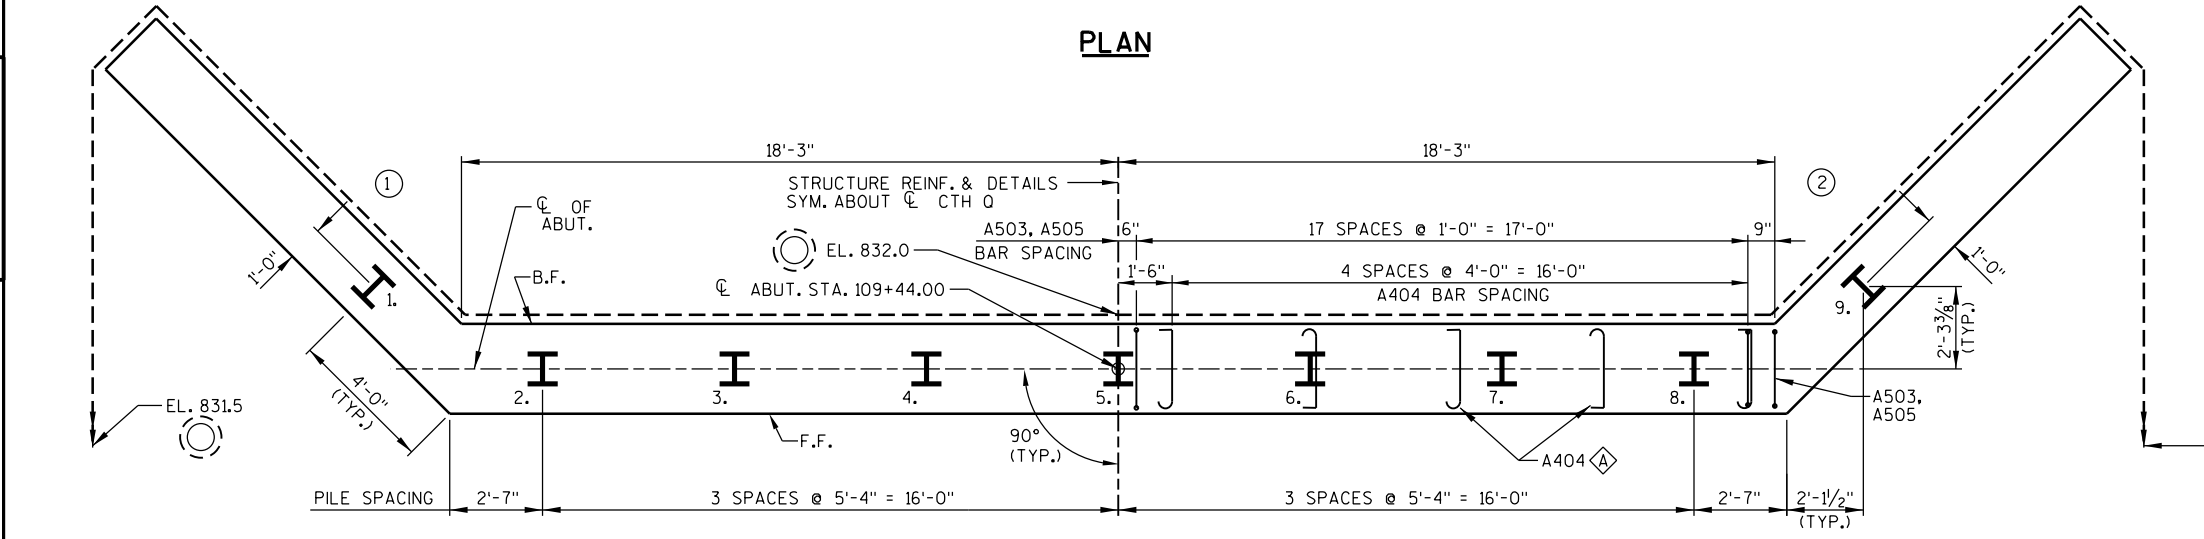 PLAN
18'-3"
18'-3"
1
2
STRUCTURE REINF. & DETAILS
SYM. ABOUT ℄ CTH Q
℄ OF
ABUT.
A503, A505
BAR SPACING
6"
17 SPACES @ 1'-0" = 17'-0"
9"
EL. 832.0
1'-6"
4 SPACES @ 4'-0" = 16'-0"
A404 BAR SPACING
1'-0"
B.F.
℄ ABUT. STA. 109+44.00
1'-0"
1.
9.
2'-3 3/8"
(TYP.)
2.
3.
4.
5.
6.
7.
8.
4'-0"
(TYP.)
EL. 831.5
A503,
A505
F.F.
90°
(TYP.)
A404 A
PILE SPACING
2'-7"
3 SPACES @ 5'-4" = 16'-0"
3 SPACES @ 5'-4" = 16'-0"
2'-7"
2'-1 1/2"
(TYP.)